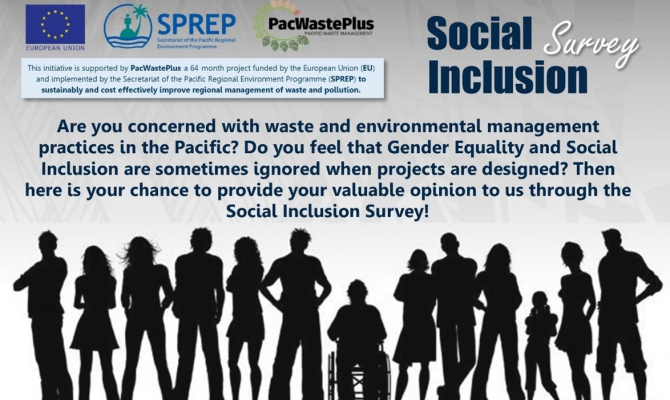 EUROPEAN UNION
SPREP
Secretariat of the Pacific Regional
Environment Programme
PacWastePlus
PACIFIC WASTE MANAGEMENT
Social Survey
Inclusion
This initiative is supported by PacWastePlus a 64 month project funded by the European Union (EU)
and implemented by the Secretariat of the Pacific Regional Environment Programme (SPREP) to
sustainably and cost effectively improve regional management of waste and pollution.
Are you concerned with waste and environmental management
practices in the Pacific? Do you feel that Gender Equality and Social
Inclusion are sometimes ignored when projects are designed? Then
here is your chance to provide your valuable opinion to us through the
Social Inclusion Survey!